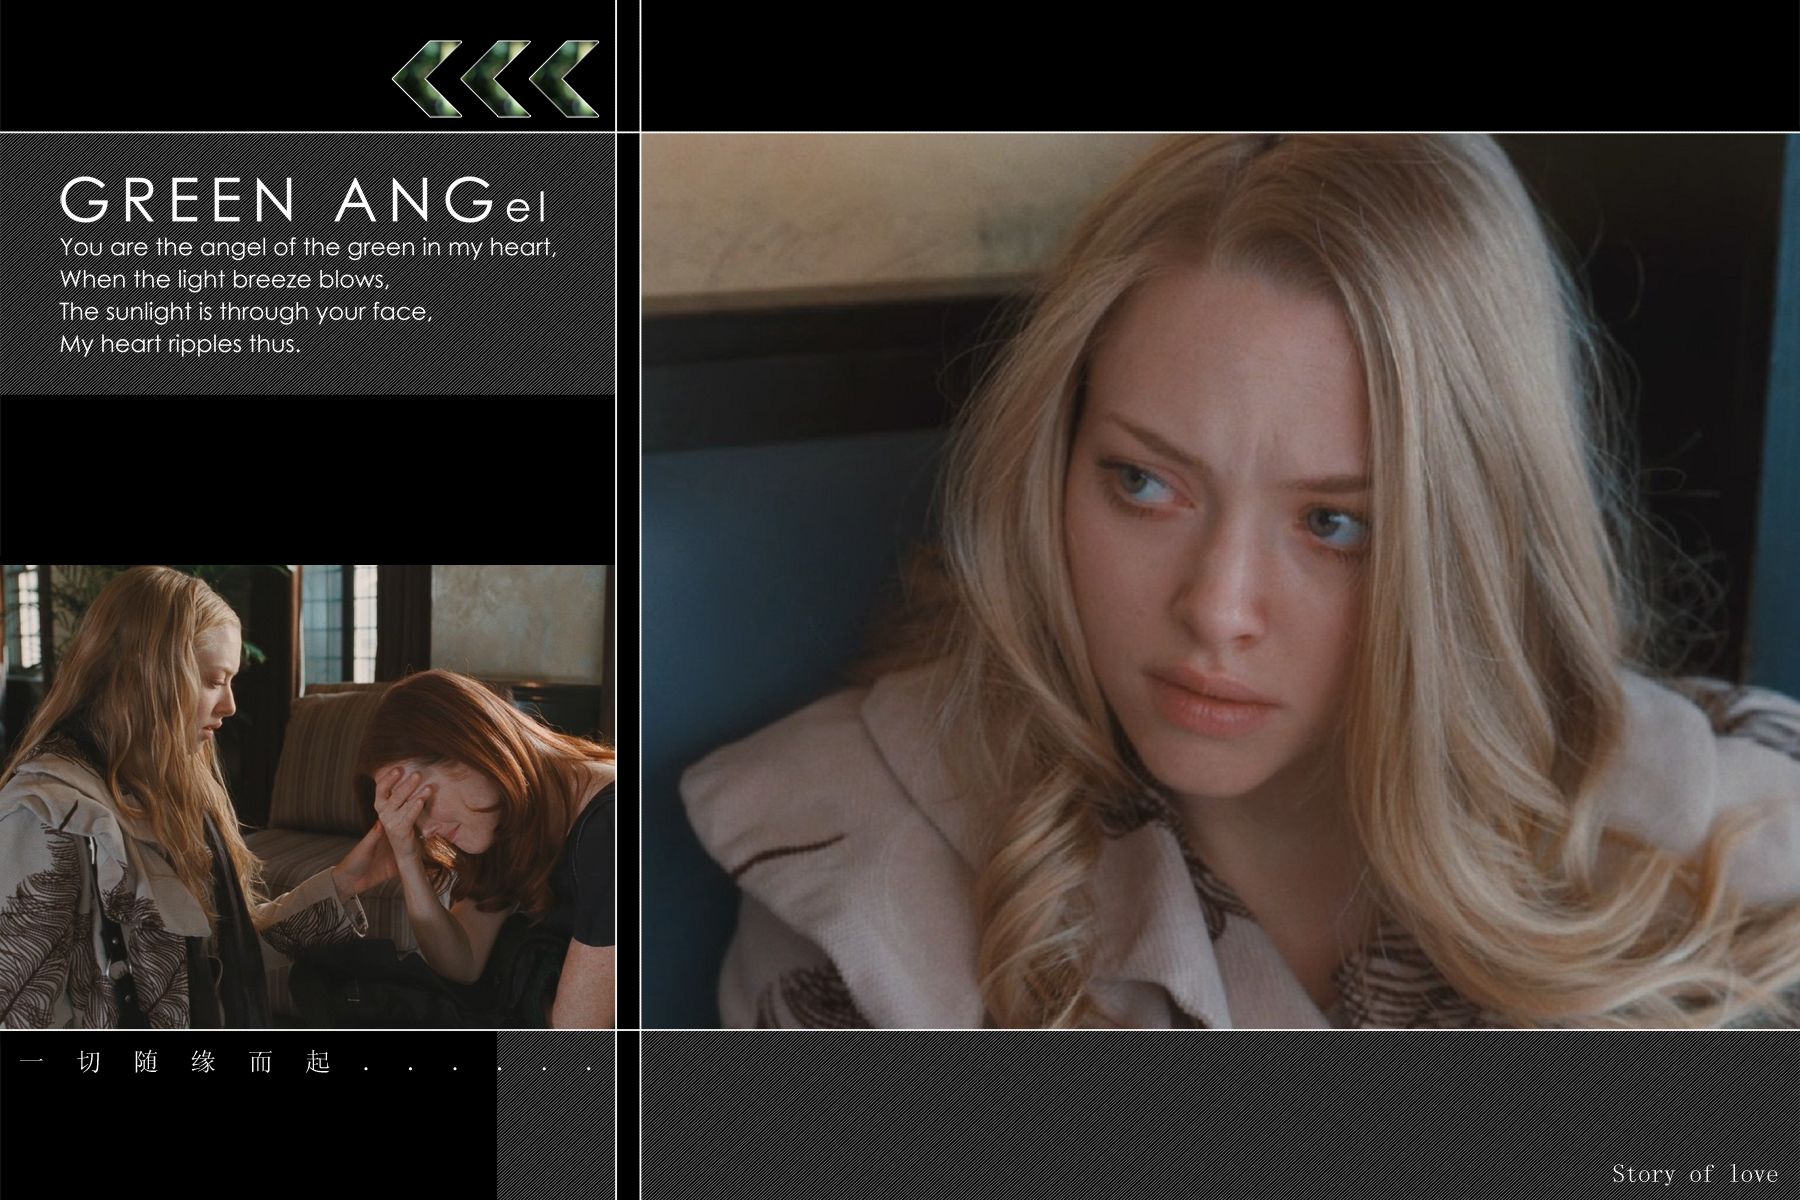 GREEN ANGel
You are the angel of the green in my heart,
When the light breeze blows,
The sunlight is through your face,
My heart ripples thus.
一切随缘而起......
Story of love